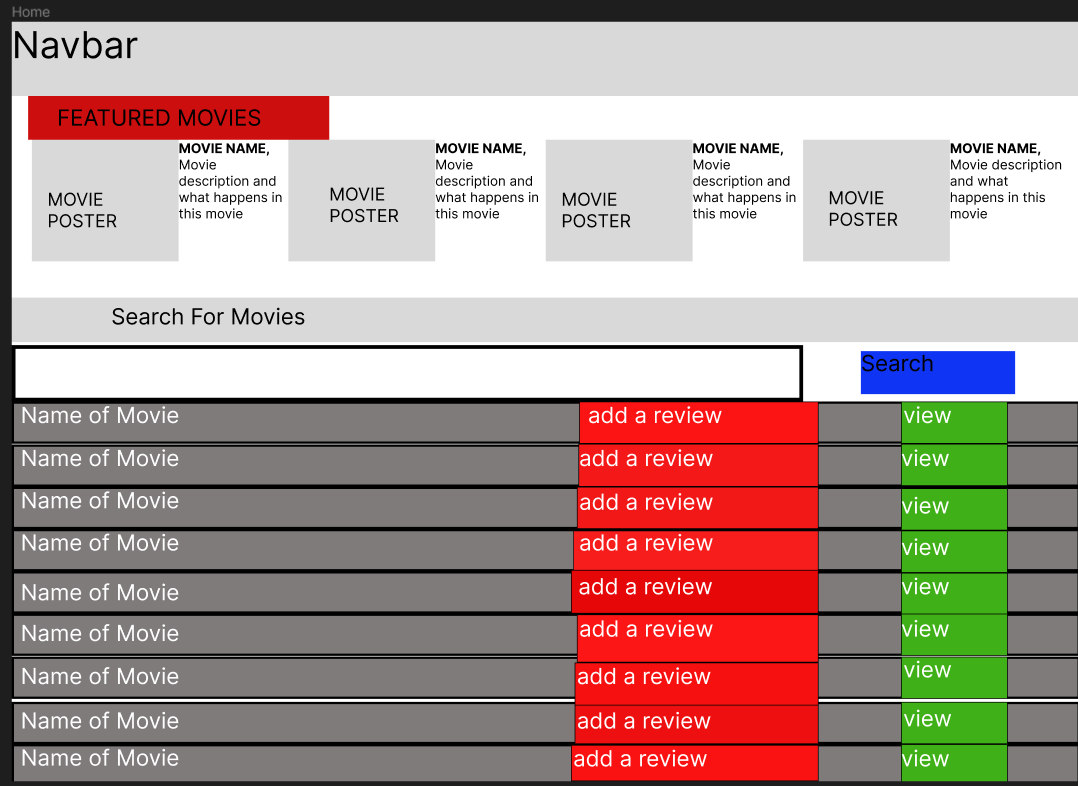 Home
Navbar
FEATURED MOVIES
MOVIE
POSTER
MOVIE NAME,
Movie
description and
what happens in
this movie
MOVIE
POSTER
MOVIE NAME,
Movie
description and
what happens in
this movie
MOVIE
POSTER
MOVIE NAME,
Movie
description and
what happens in
this movie
MOVIE
POSTER
MOVIE NAME,
Movie description
and what
happens in this
movie
Search For Movies
Search
Name of Movie add a review view
Name of Movie add a review view
Name of Movie add a review view
Name of Movie add a review view
Name of Movie add a review view
Name of Movie add a review view
Name of Movie add a review view
Name of Movie add a review view
Name of Movie add a review view